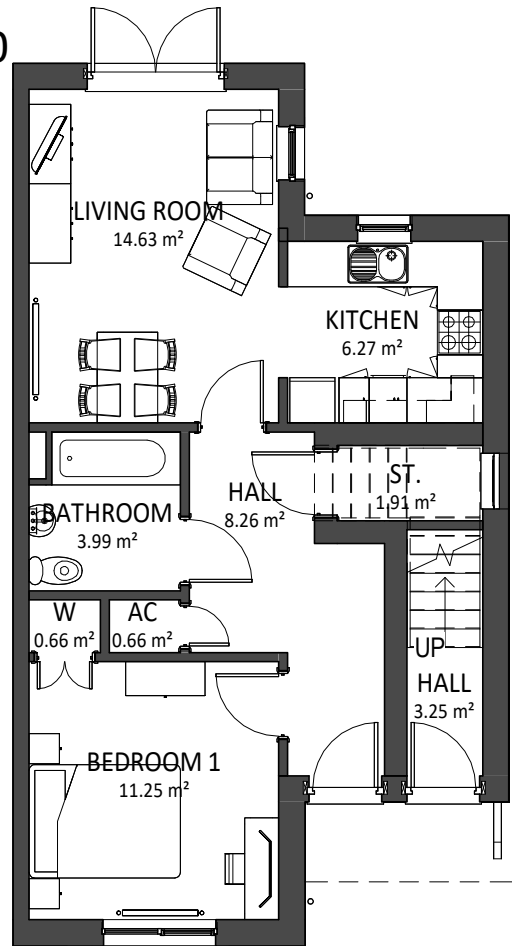 LIVING ROOM
14.63 m²
KITCHEN
6.27 m²
ST.
1.91 m²
HALL
8.26 m²
BATHROOM
3.99 m²
W
0.66 m²
AC
0.66 m²
UP
HALL
3.25 m²
BEDROOM 1
11.25 m²